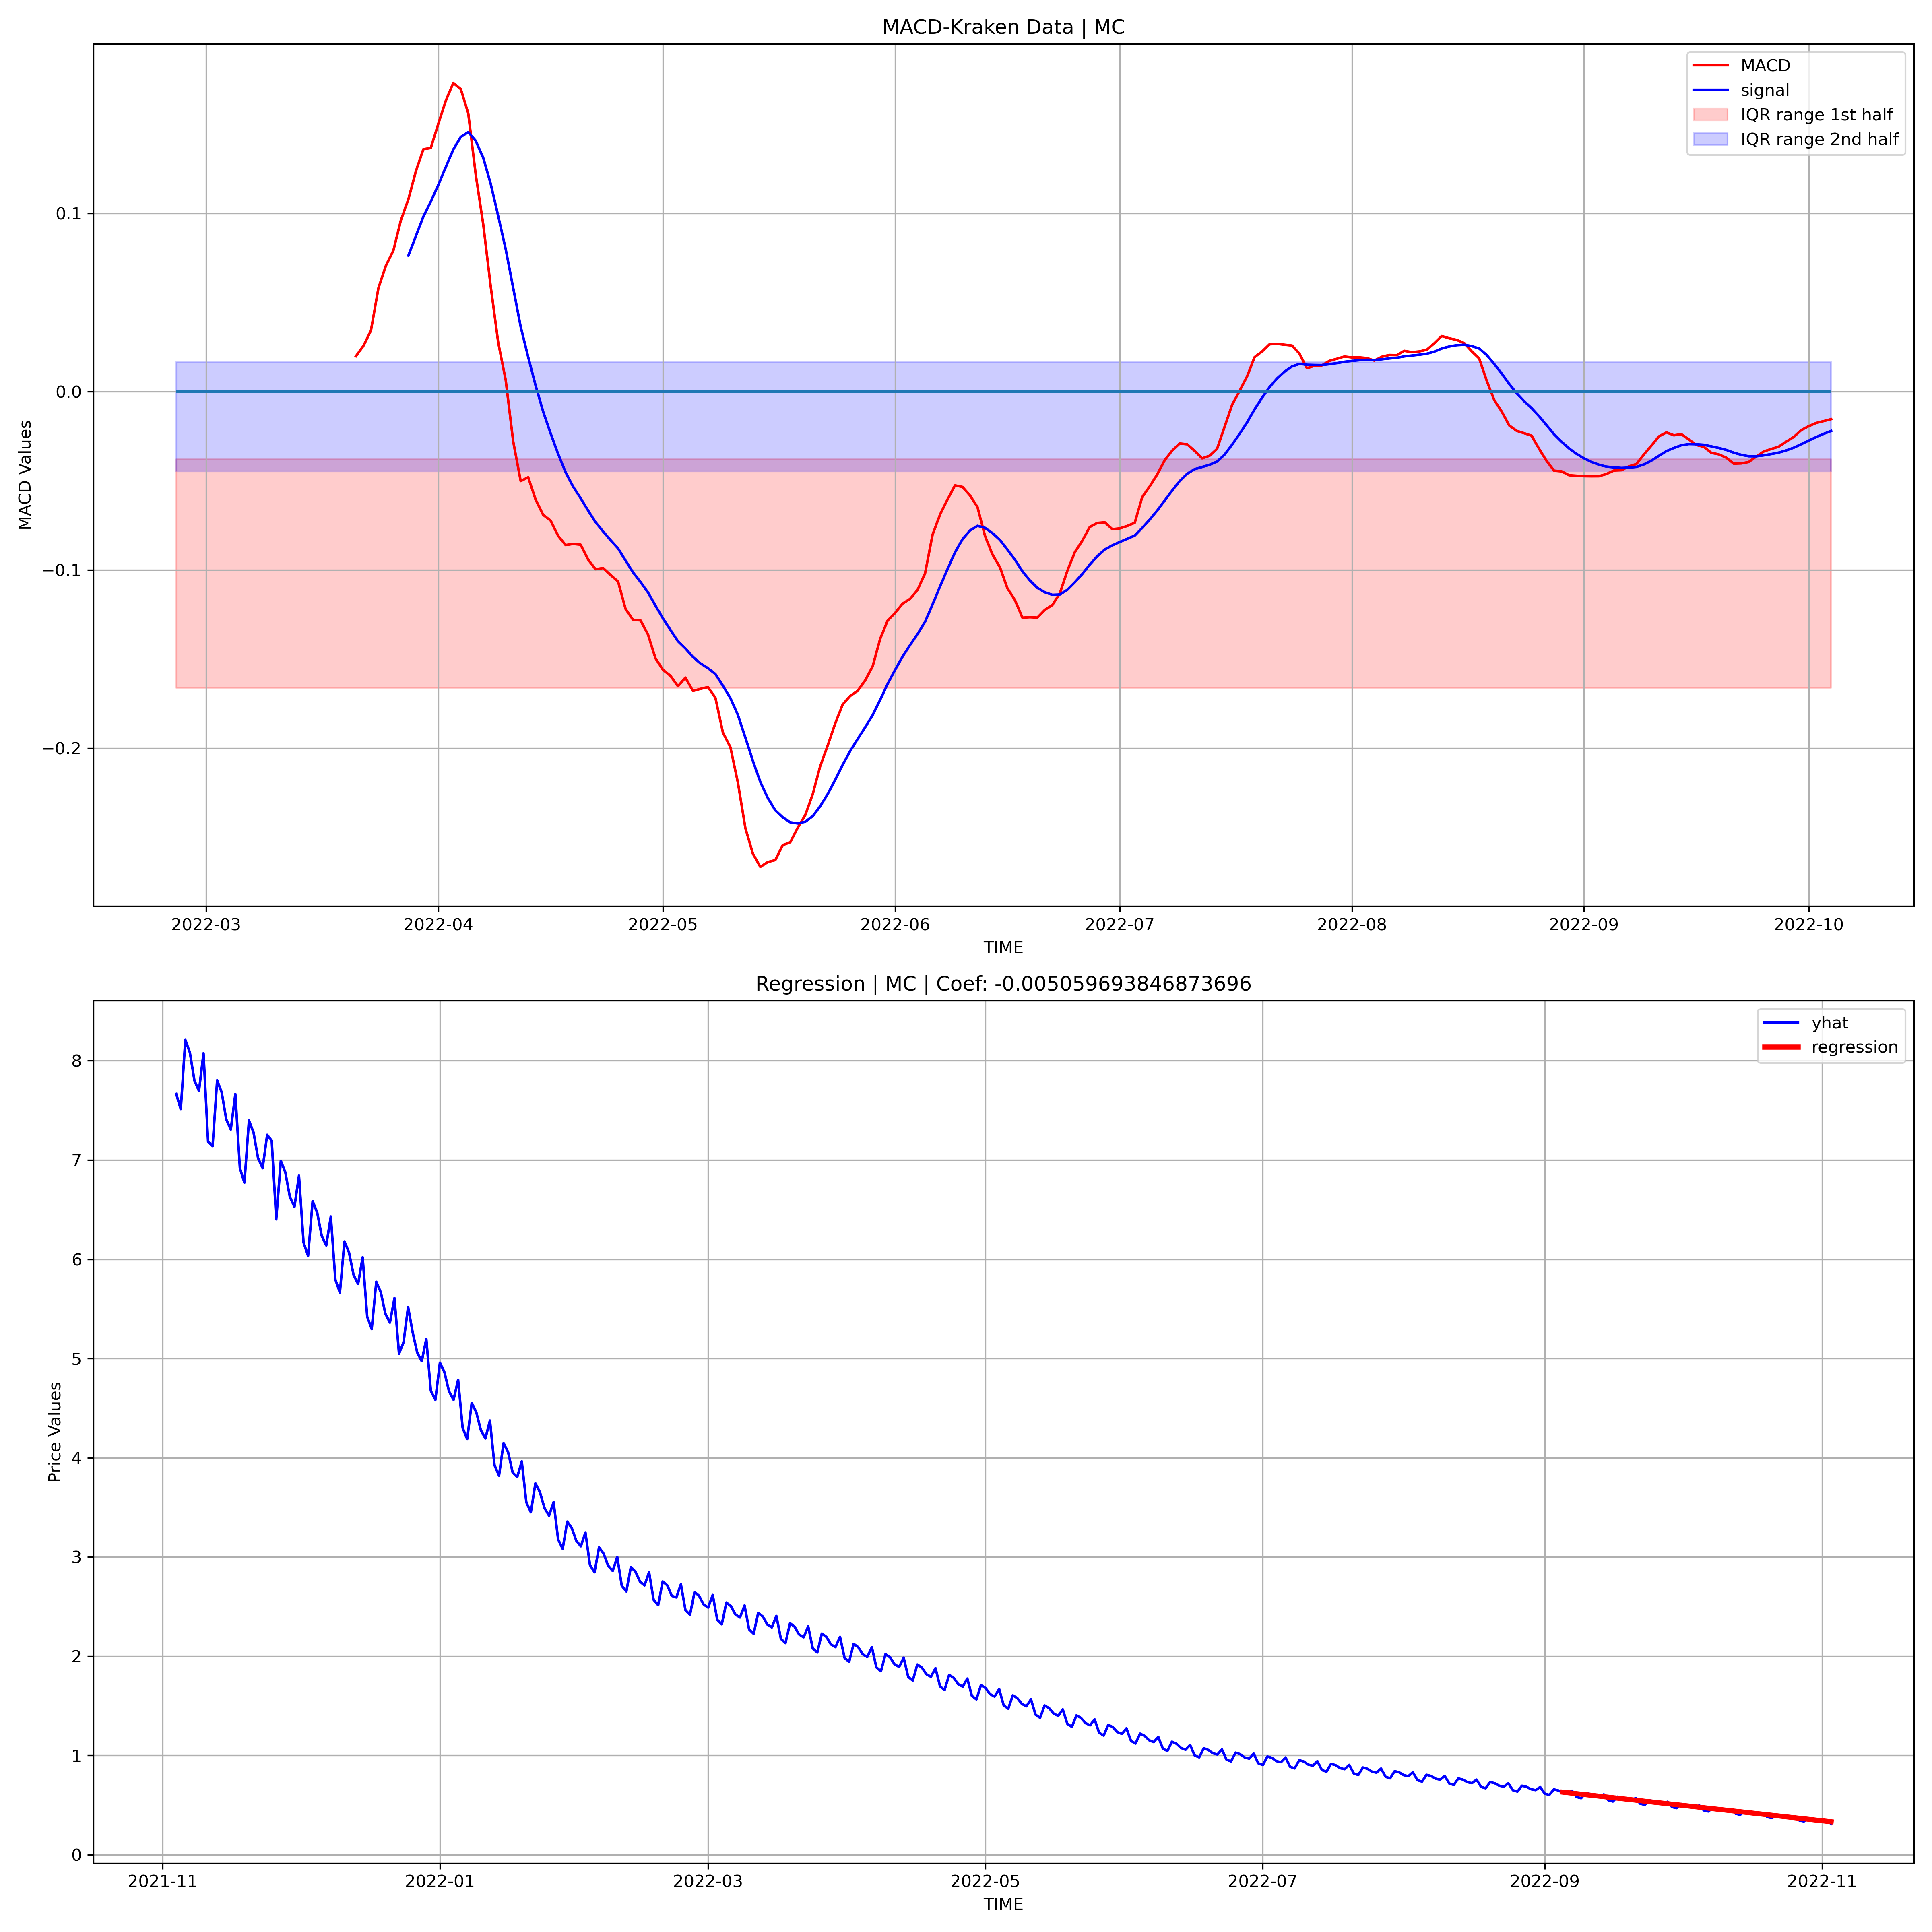 MACD-Kraken Data | MC
MACD
signal
IQR range 1st half
IQR range 2nd half
0.1
0.0
−0.1
−0.2
MACD Values
2022-03 2022-04 2022-05 2022-06 2022-07 2022-08 2022-09 2022-10
TIME
Regression | MC | Coef: -0.005059693846873696
yhat
regression
8
7
6
5
4
3
2
1
0
Price Values
2021-11 2022-01 2022-03 2022-05 2022-07 2022-09 2022-11
TIME